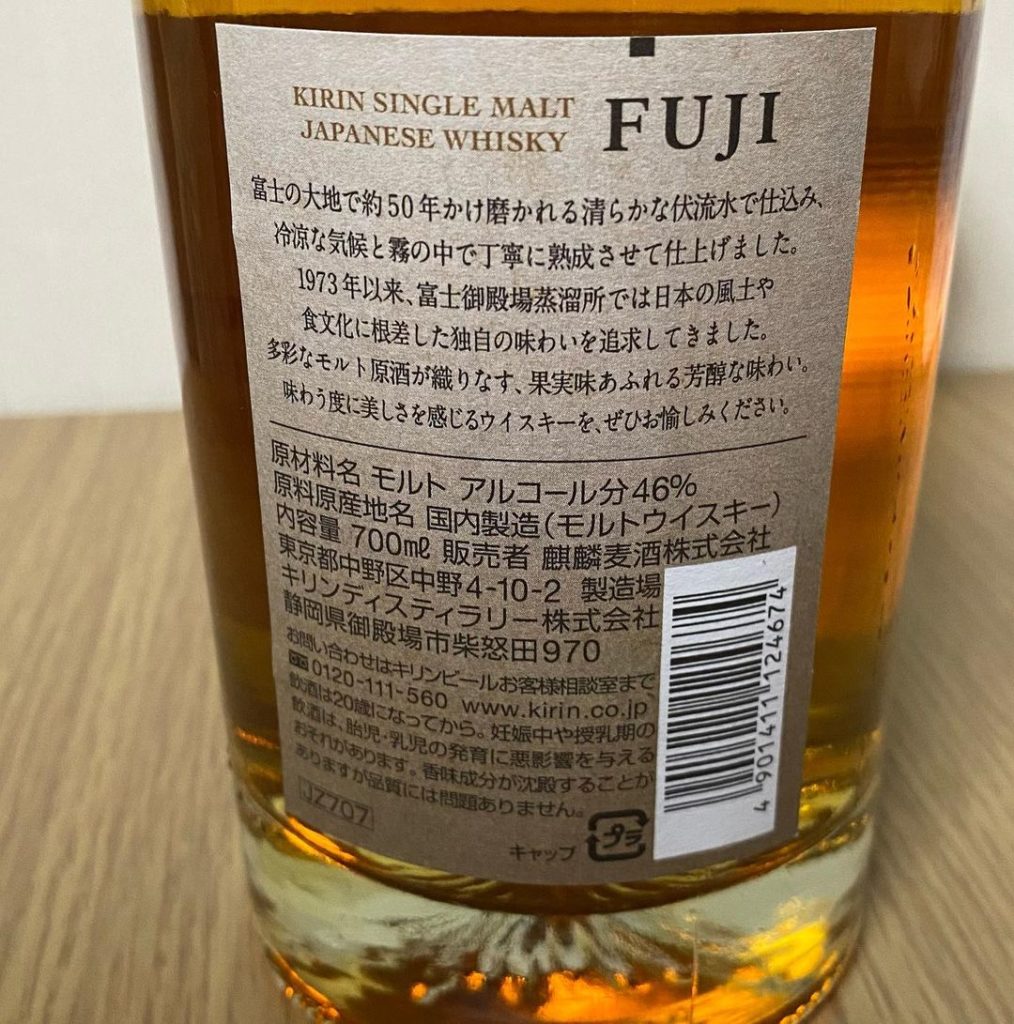 KIRIN SINGLE MALT
JAPANESE WHISKY
FUJI
富士の大地で約50年かけ磨かれる清らかな伏流水で仕込み、
冷涼な気候と霧の中で丁寧に熟成させて仕上げました。
1973年以来、富士御殿場蒸溜所では日本の風土や
食文化に根差した独自の味わいを追求してきました。
多彩なモルト原酒が織りなす、果実味あふれる芳醇な味わい。
味わう度に美しさを感じるウイスキーを、ぜひお愉しみください。
原材料名 モルト アルコール分46%
原料原産地名 国内製造(モルトウイスキー)
内容量 700㎖ 販売者 麒麟麦酒株式会社
東京都中野区中野4-10-2 製造場
キリンディスティラリー株式会社
静岡県御殿場市柴怒田970
お問い合わせはキリンビールお客様相談室まで
0120-111-560 www.kirin.co.jp
飲酒は20歳になってから。妊娠中や授乳期の
飲酒は、胎児・乳児の発育に悪影響を与える
おそれがあります。香味成分が沈殿することが
ありますが品質には問題ありません。
JZ707
キャップ プラ
4 901411 124674